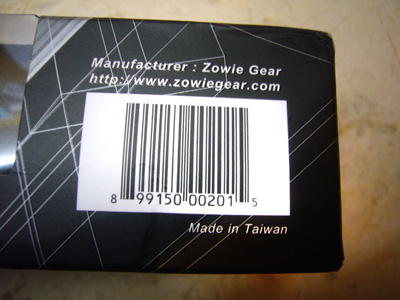 Manufacturer : Zowie Gear
http://www.zowiegear.com
8 99150 00201 5
Made in Taiwan